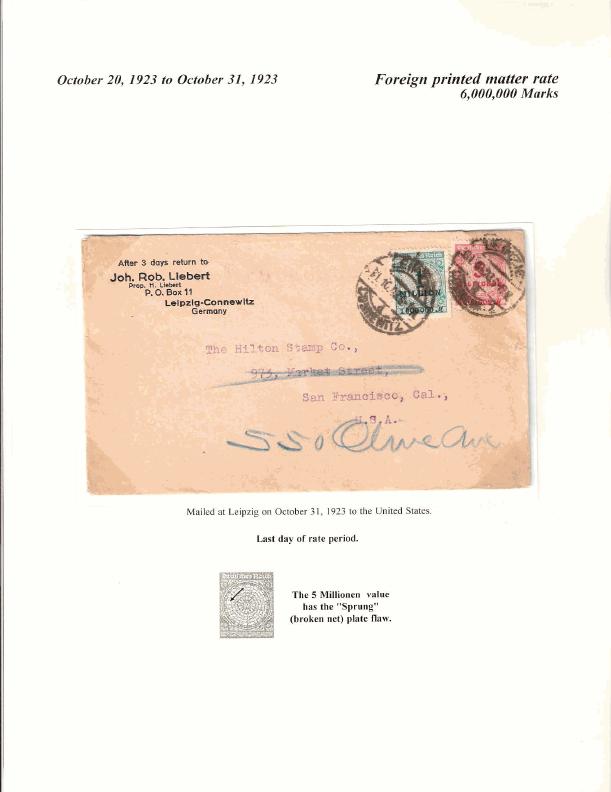 October 20, 1923 to October 31, 1923
Foreign printed matter rate
6,000,000 Marks
After 3 days return to
Joh. Rob. Liebert
Prop. H. Liebert
P. O. Box 11
Leipzig-Connewitz
Germany
The Hilton Stamp Co.,
973, Market Street,
San Francisco, Cal.,
U.S.A.
550 Olive Ave
Mailed at Leipzig on October 31, 1923 to the United States.
Last day of rate period.
Deutsches Reich
The 5 Millionen value
has the "Sprung"
(broken net) plate flaw.